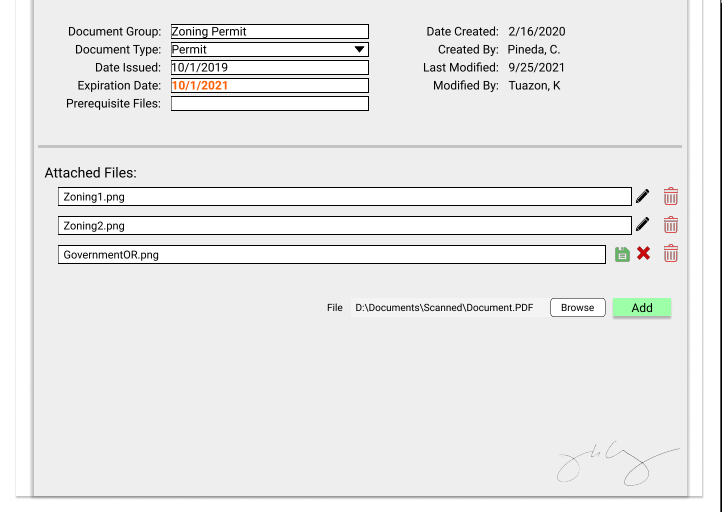 Document Group: Zoning Permit
Document Type: Permit
Date Issued: 10/1/2019
Expiration Date: 10/1/2021
Prerequisite Files:
Date Created: 2/16/2020
Created By: Pineda, C.
Last Modified: 9/25/2021
Modified By: Tuazon, K
Attached Files:
Zoning1.png
Zoning2.png
GovernmentOR.png
File D:\Documents\Scanned\Document.PDF Browse Add